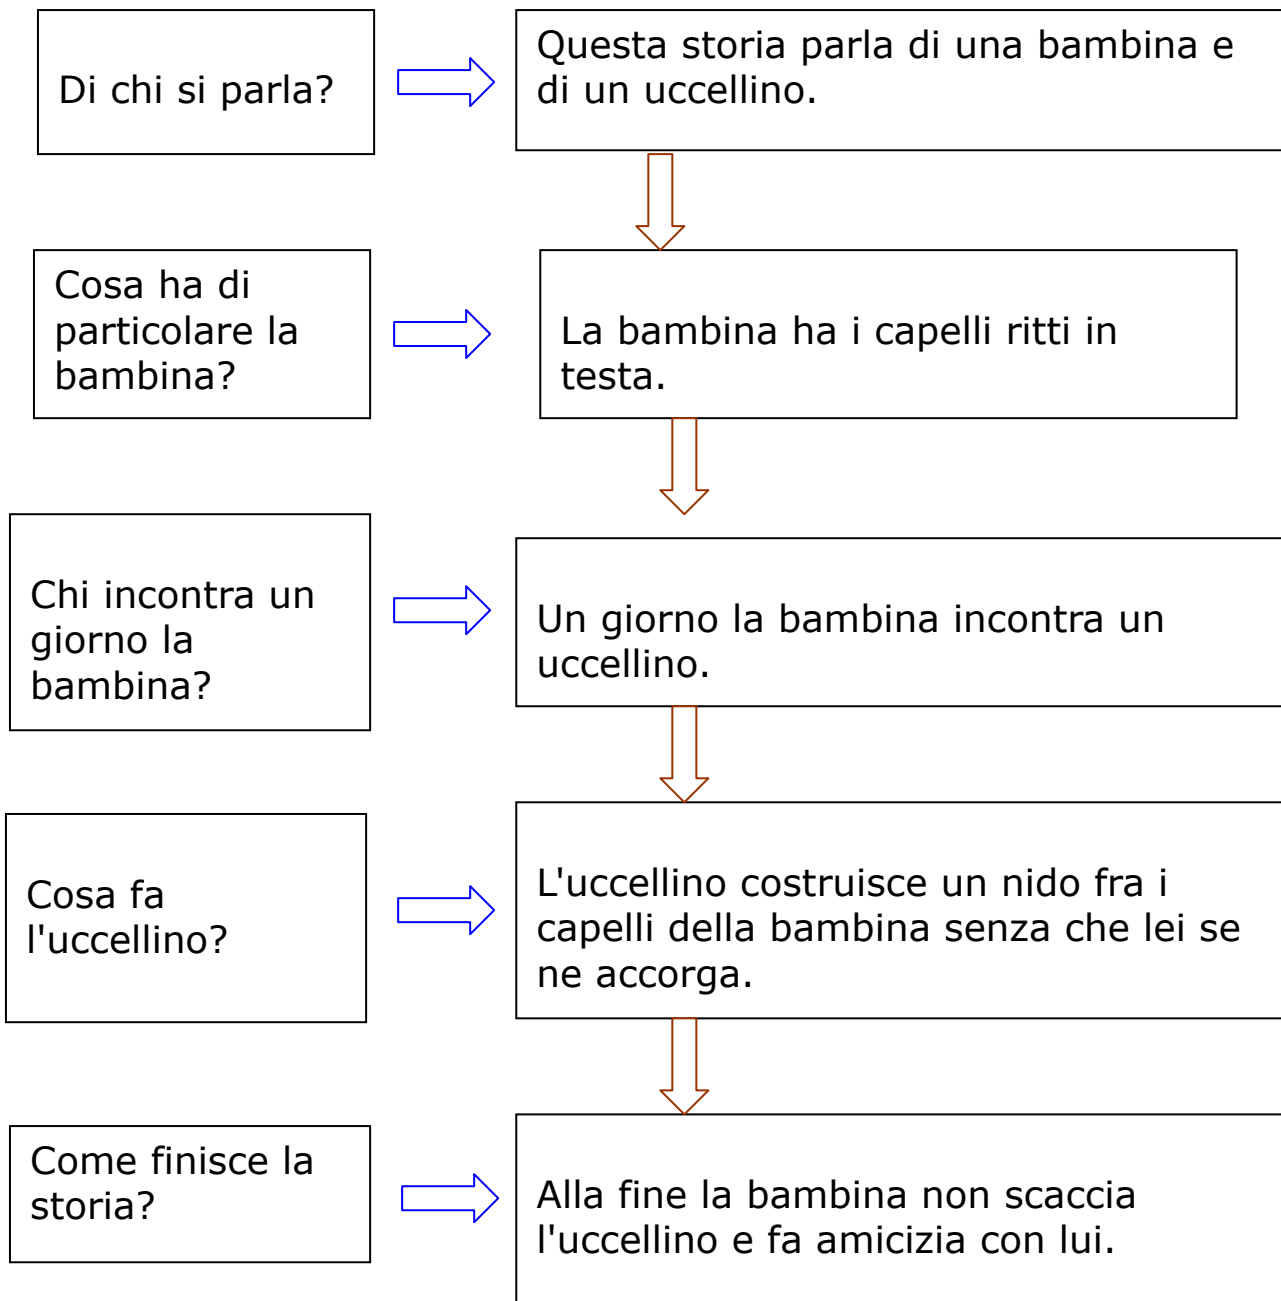 Di chi si parla?
Questa storia parla di una bambina e
di un uccellino.
Cosa ha di
particolare la
bambina?
La bambina ha i capelli ritti in
testa.
Chi incontra un
giorno la
bambina?
Un giorno la bambina incontra un
uccellino.
Cosa fa
l'uccellino?
L'uccellino costruisce un nido fra i
capelli della bambina senza che lei se
ne accorga.
Come finisce la
storia?
Alla fine la bambina non scaccia
l'uccellino e fa amicizia con lui.